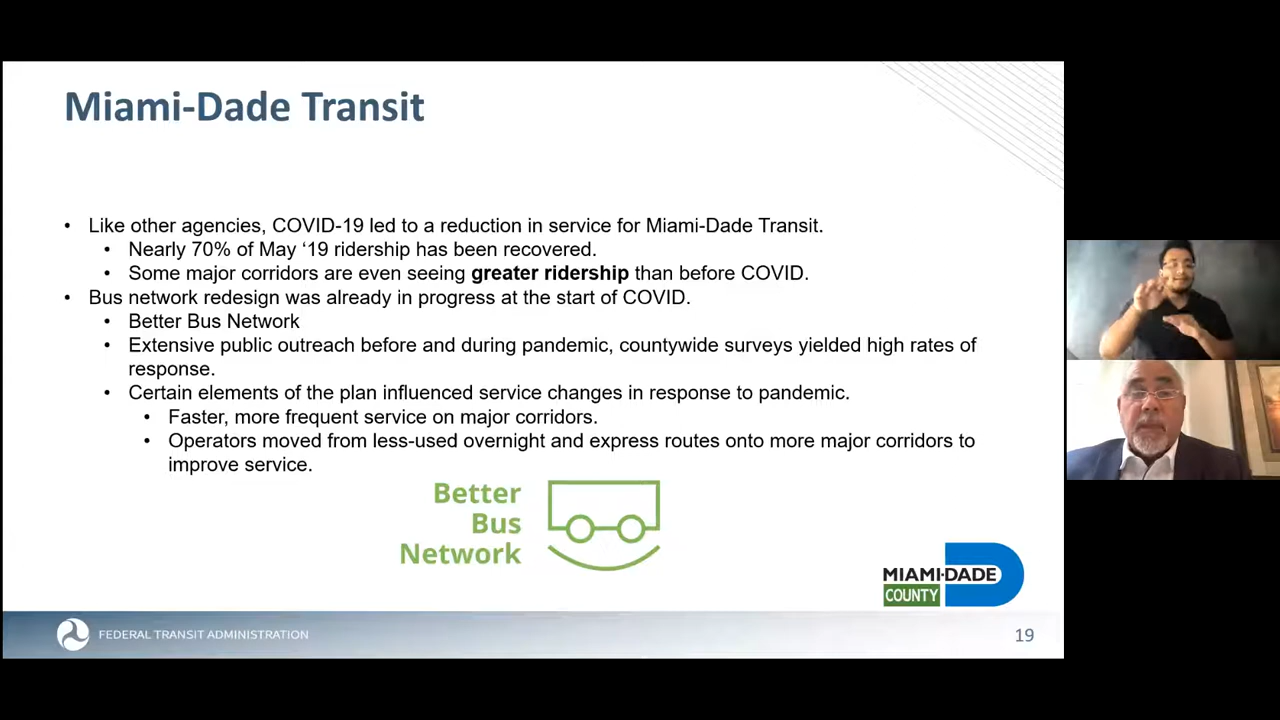 Miami-Dade Transit
• Like other agencies, COVID-19 led to a reduction in service for Miami-Dade Transit.
• Nearly 70% of May ‘19 ridership has been recovered.
• Some major corridors are even seeing greater ridership than before COVID.
• Bus network redesign was already in progress at the start of COVID.
• Better Bus Network
• Extensive public outreach before and during pandemic, countywide surveys yielded high rates of
response.
• Certain elements of the plan influenced service changes in response to pandemic.
• Faster, more frequent service on major corridors.
• Operators moved from less-used overnight and express routes onto more major corridors to
improve service.
Better
Bus
Network
MIAMI-DADE
COUNTY
FEDERAL TRANSIT ADMINISTRATION
19